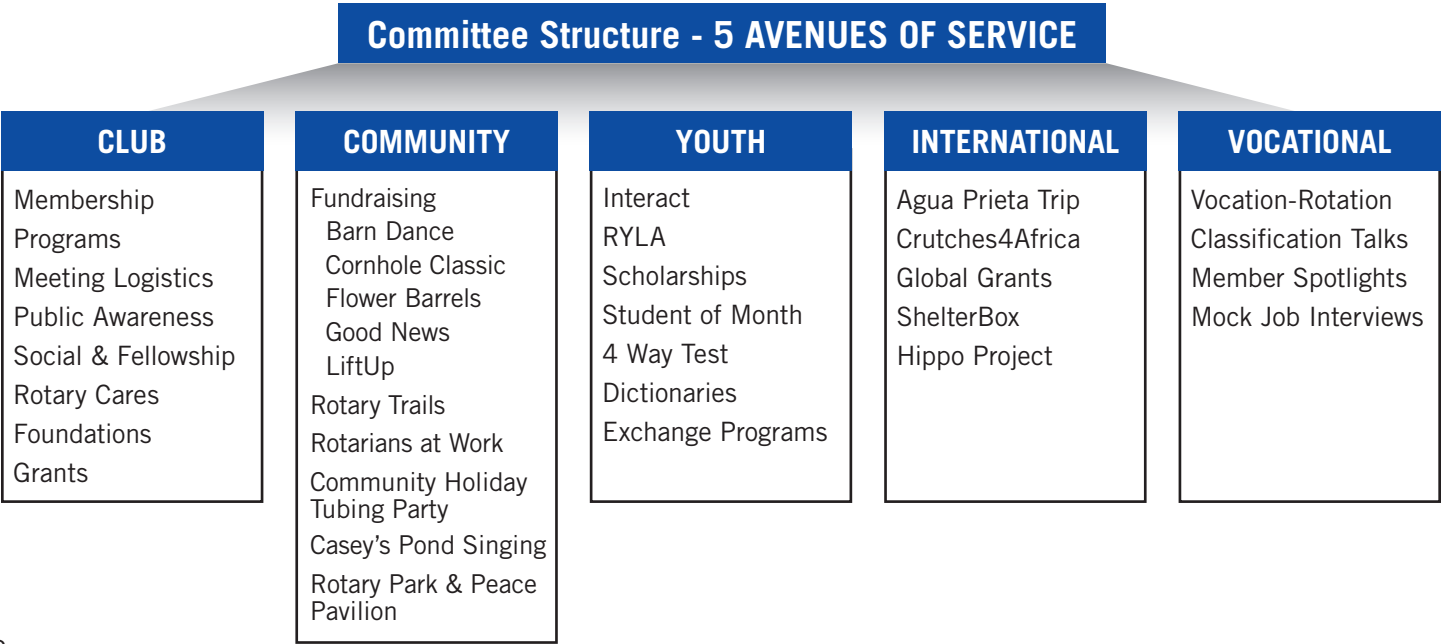 Committee Structure - 5 AVENUES OF SERVICE
CLUB
Membership
Programs
Meeting Logistics
Public Awareness
Social & Fellowship
Rotary Cares
Foundations
Grants
COMMUNITY
Fundraising
Barn Dance
Cornhole Classic
Flower Barrels
Good News
LiftUp
Rotary Trails
Rotarians at Work
Community Holiday
Tubing Party
Casey's Pond Singing
Rotary Park & Peace
Pavilion
YOUTH
Interact
RYLA
Scholarships
Student of Month
4 Way Test
Dictionaries
Exchange Programs
INTERNATIONAL
Agua Prieta Trip
Crutches4Africa
Global Grants
ShelterBox
Hippo Project
VOCATIONAL
Vocation-Rotation
Classification Talks
Member Spotlights
Mock Job Interviews